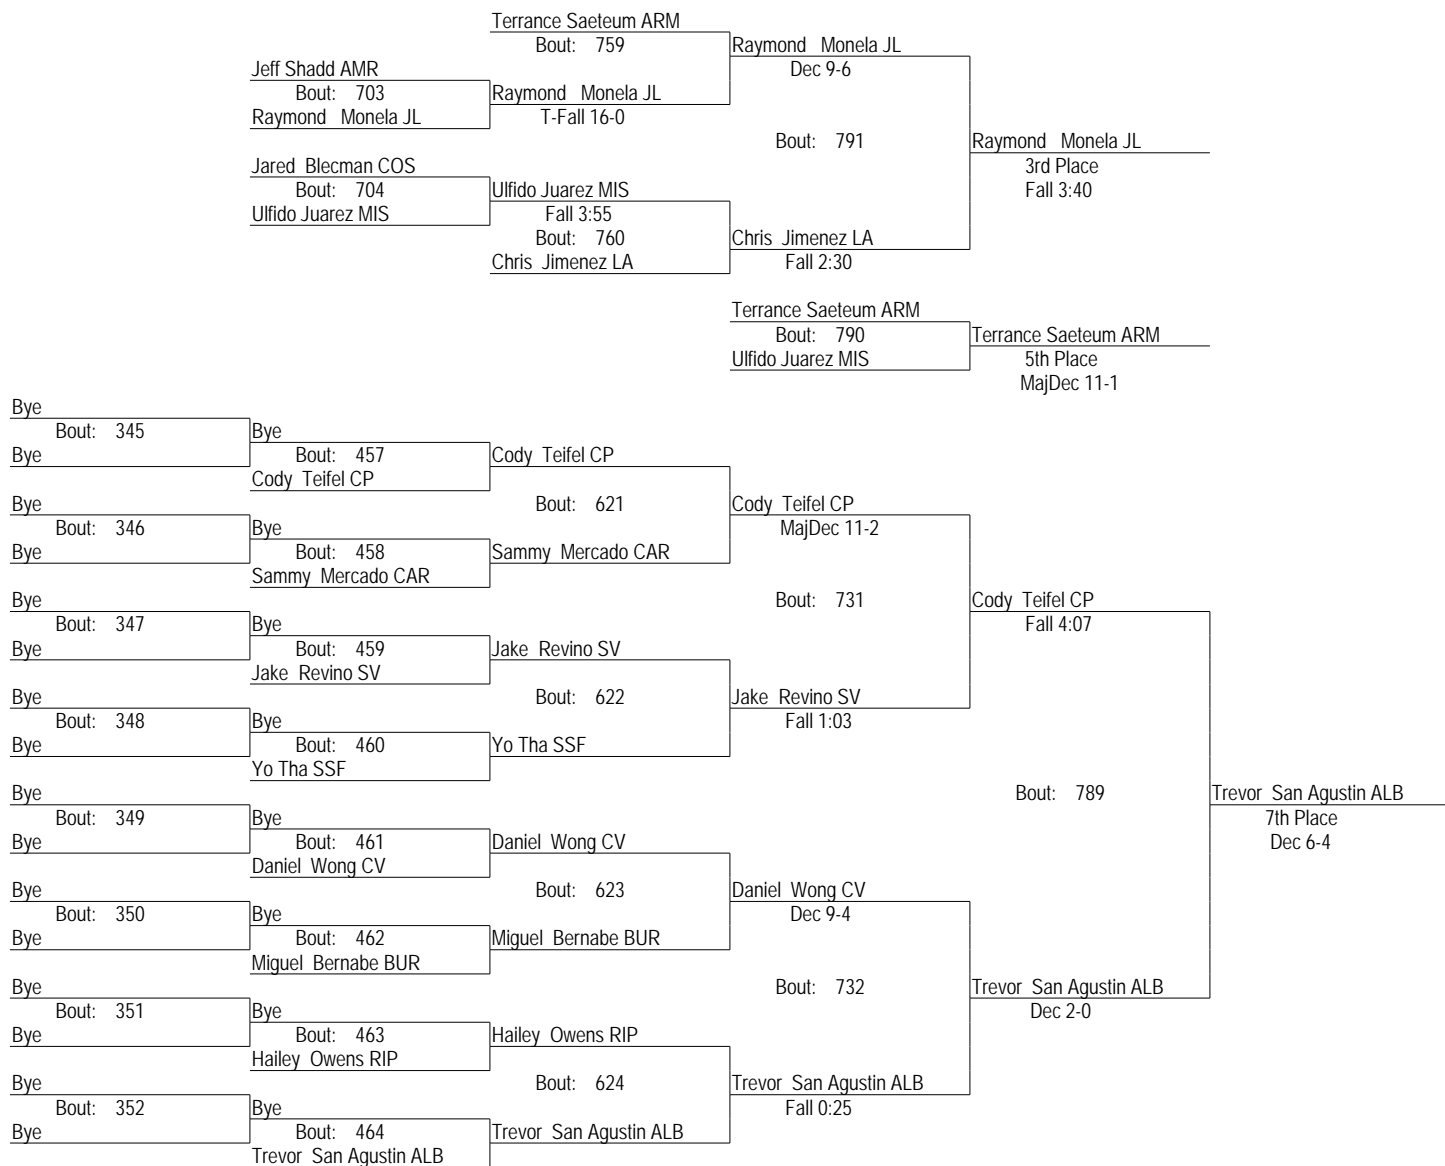 Terrance Saeteum ARM
Bout: 759
Raymond Monela JL
Jeff Shadd AMR
Dec 9-6
Bout: 703
Raymond Monela JL
Raymond Monela JL
T-Fall 16-0
Bout: 791
Raymond Monela JL
Jared Blecman COS
3rd Place
Bout: 704
Ulfido Juarez MIS
Fall 3:40
Ulfido Juarez MIS
Fall 3:55
Bout: 760
Chris Jimenez LA
Chris Jimenez LA
Fall 2:30
Terrance Saeteum ARM
Bout: 790
Terrance Saeteum ARM
Ulfido Juarez MIS
5th Place
MajDec 11-1
Bye
Bout: 345
Bye
Bye
Bout: 457
Cody Teifel CP
Cody Teifel CP
Bye
Bout: 621
Cody Teifel CP
Bout: 346
Bye
MajDec 11-2
Bye
Bout: 458
Sammy Mercado CAR
Sammy Mercado CAR
Bye
Bout: 731
Cody Teifel CP
Bout: 347
Bye
Fall 4:07
Bye
Bout: 459
Jake Revino SV
Jake Revino SV
Bye
Bout: 622
Jake Revino SV
Bout: 348
Bye
Fall 1:03
Bye
Bout: 460
Yo Tha SSF
Yo Tha SSF
Bye
Bout: 789
Trevor San Agustin ALB
Bout: 349
Bye
7th Place
Bye
Bout: 461
Daniel Wong CV
Dec 6-4
Daniel Wong CV
Bye
Bout: 623
Daniel Wong CV
Bout: 350
Bye
Dec 9-4
Bye
Bout: 462
Miguel Bernabe BUR
Miguel Bernabe BUR
Bye
Bout: 732
Trevor San Agustin ALB
Bout: 351
Bye
Dec 2-0
Bye
Bout: 463
Hailey Owens RIP
Hailey Owens RIP
Bye
Bout: 624
Trevor San Agustin ALB
Bout: 352
Bye
Fall 0:25
Bye
Bout: 464
Trevor San Agustin ALB
Trevor San Agustin ALB